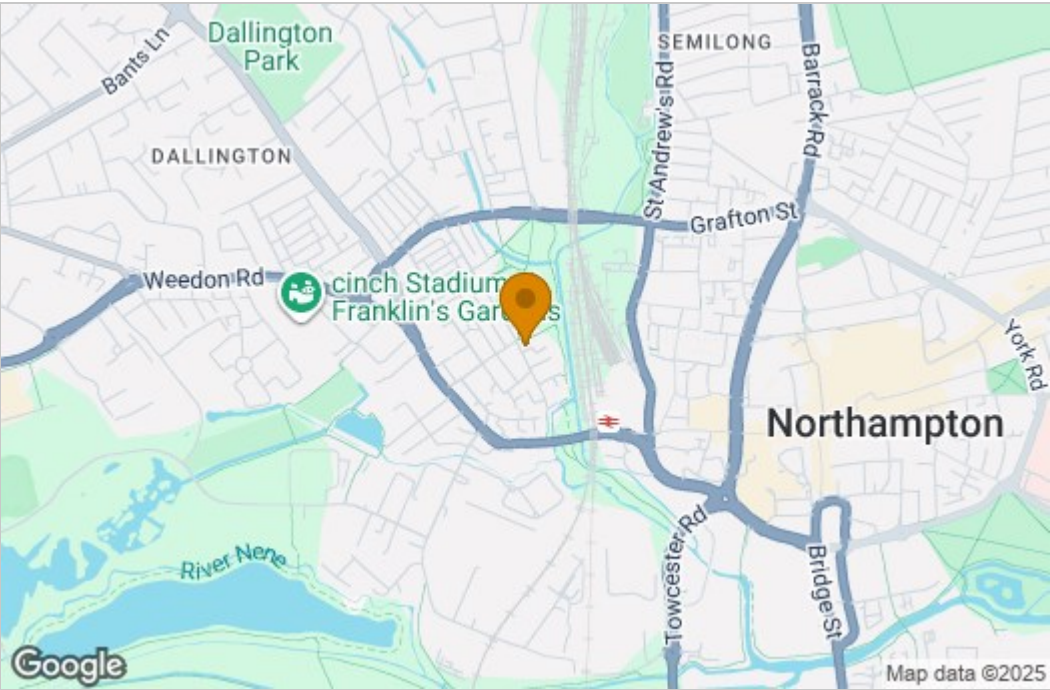 Bants Ln
Dallington
Park
SEMILONG
Barrack Rd
St Andrew's Rd
DALLINGTON
Grafton St
Weedon Rd
cinch Stadium
Franklin's Gardens
York Rd
Northampton
Towcester Rd
River Nene
Bridge St
Google
Map data ©2025